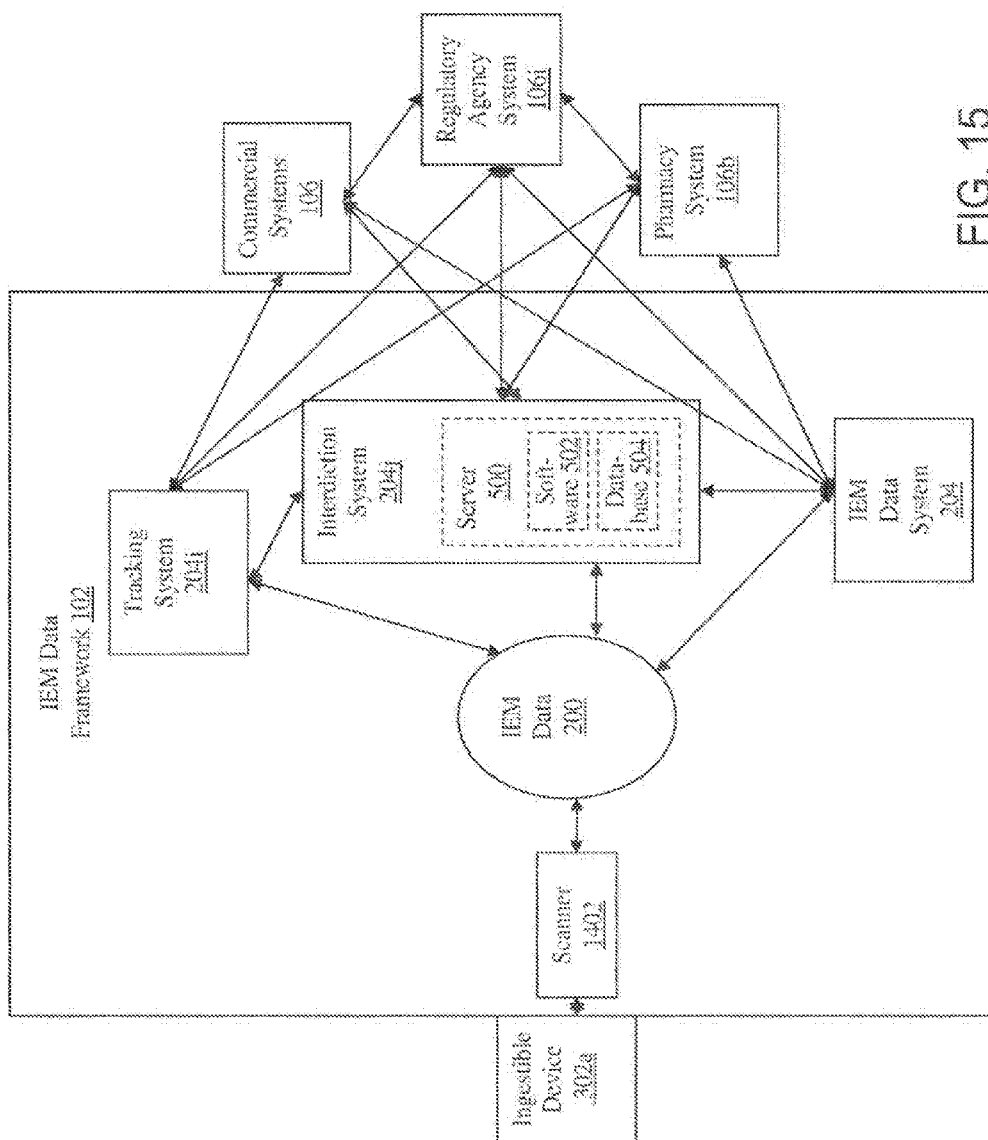 IEM Data
Framework 102
Tracking
System
204i
Interdiction
System
204j
Server
500
Soft-
ware 502
Data-
base 504
IEM
Data
200
IEM
Data
System
204
Scanner
1402
Ingestible
Device
302a
Commercial
Systems
106
Regulatory
Agency
System
106i
Pharmacy
System
106b
FIG. 15